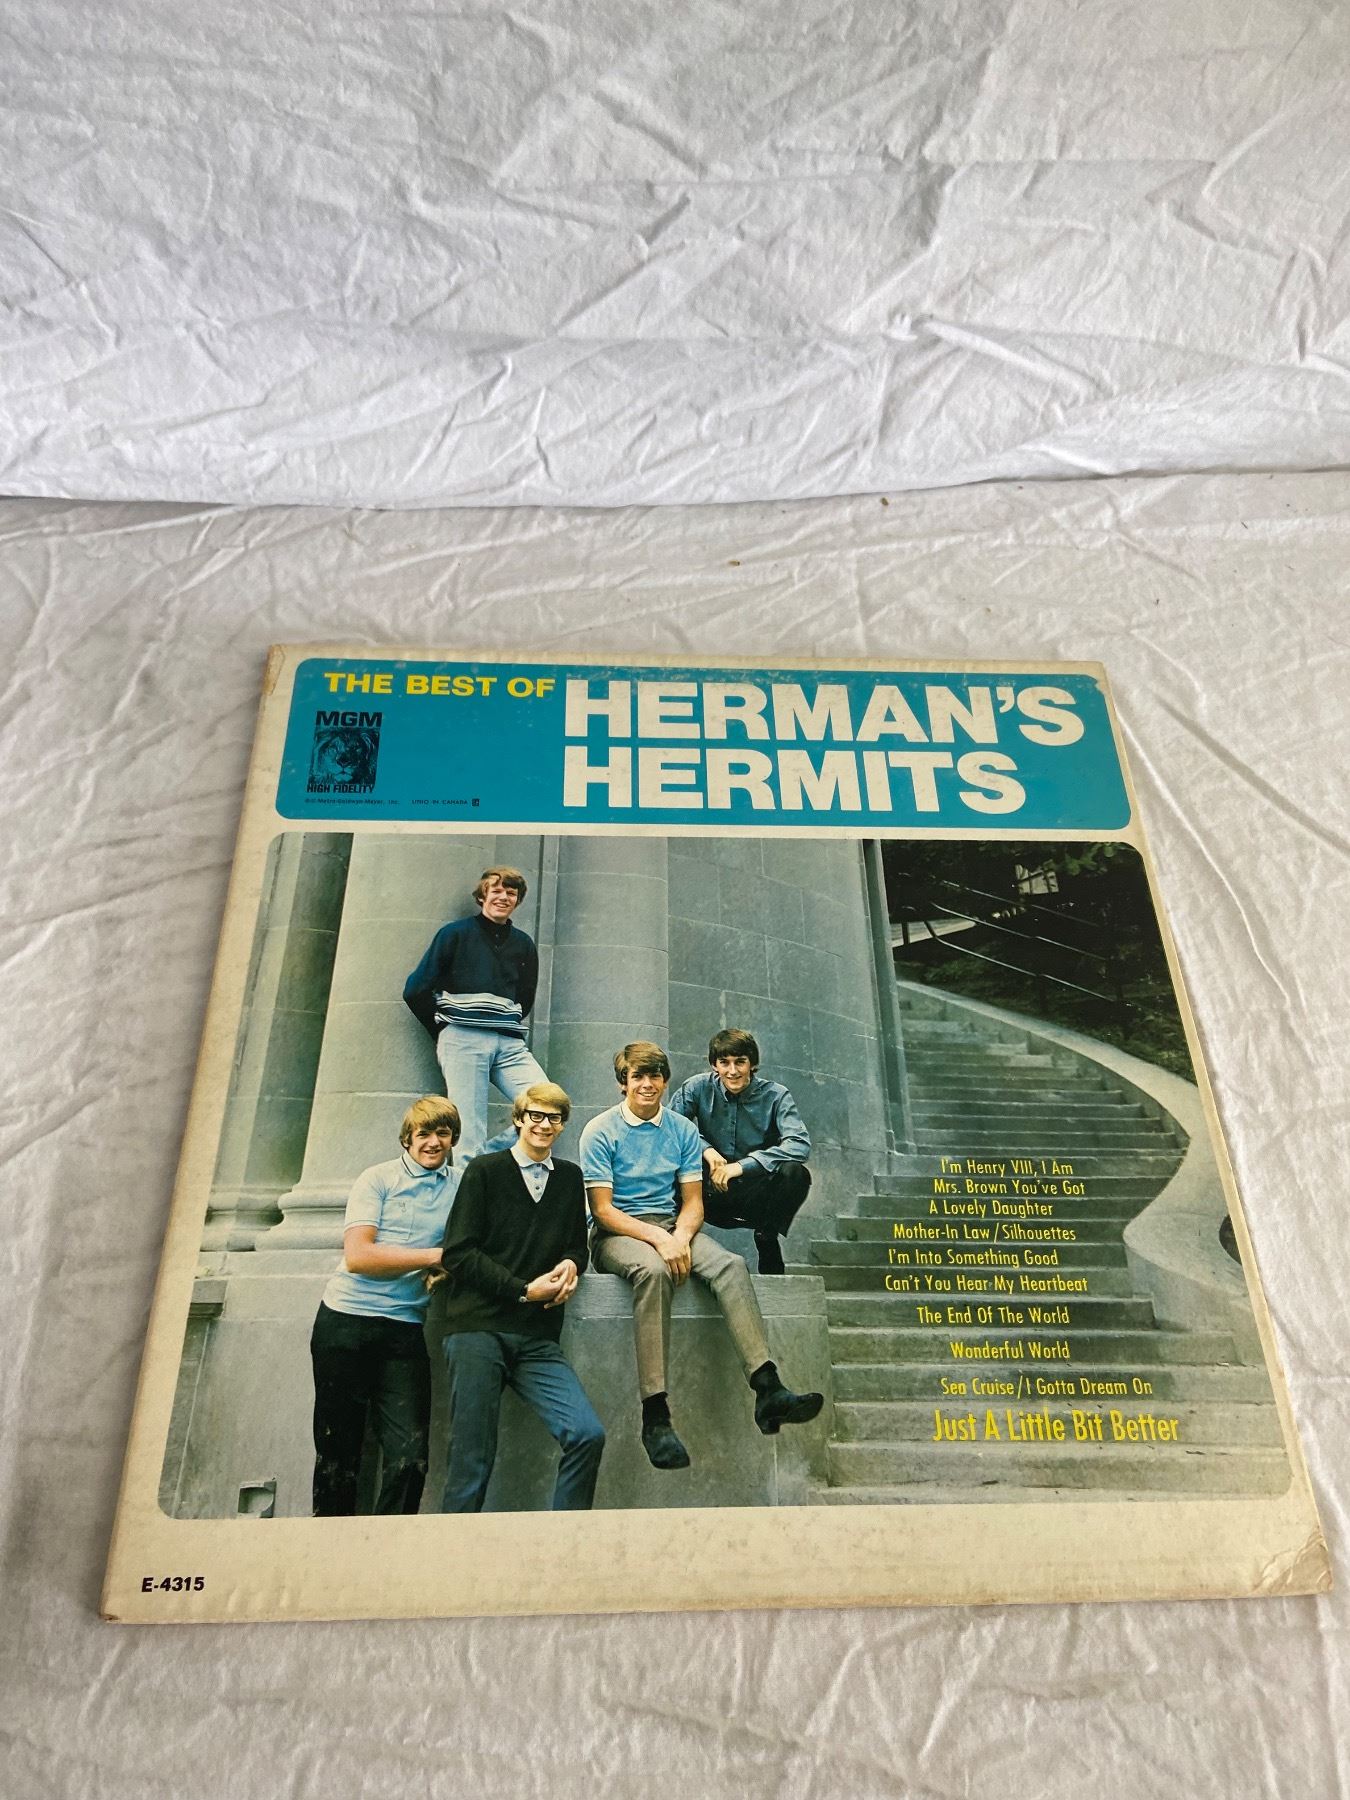 THE BEST OF HERMAN'S
HERMITS
MGM
HIGH FIDELITY
I'm Henry VIII, I Am
Mrs. Brown You've Got
A Lovely Daughter
Mother-In Law/Silhouettes
I'm Into Something Good
Can't You Hear My Heartbeat
The End Of The World
Wonderful World
Sea Cruise/I Gotta Dream On
Just A Little Bit Better
E-4315